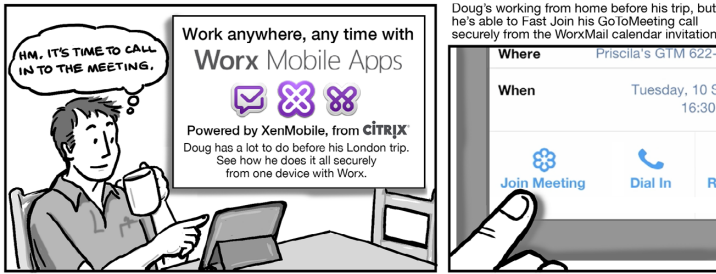 HM. IT'S TIME TO CALL
IN TO THE MEETING.
Work anywhere, any time with
Worx Mobile Apps
Powered by XenMobile, from CITRIX
Doug has a lot to do before his London trip.
See how he does it all securely
from one device with Worx.
Doug's working from home before his trip, but
he's able to Fast Join his GoToMeeting call
securely from the WorxMail calendar invitation
Where Priscila's GTM 622-
When Tuesday, 10 S
16:30
Join Meeting Dial In R